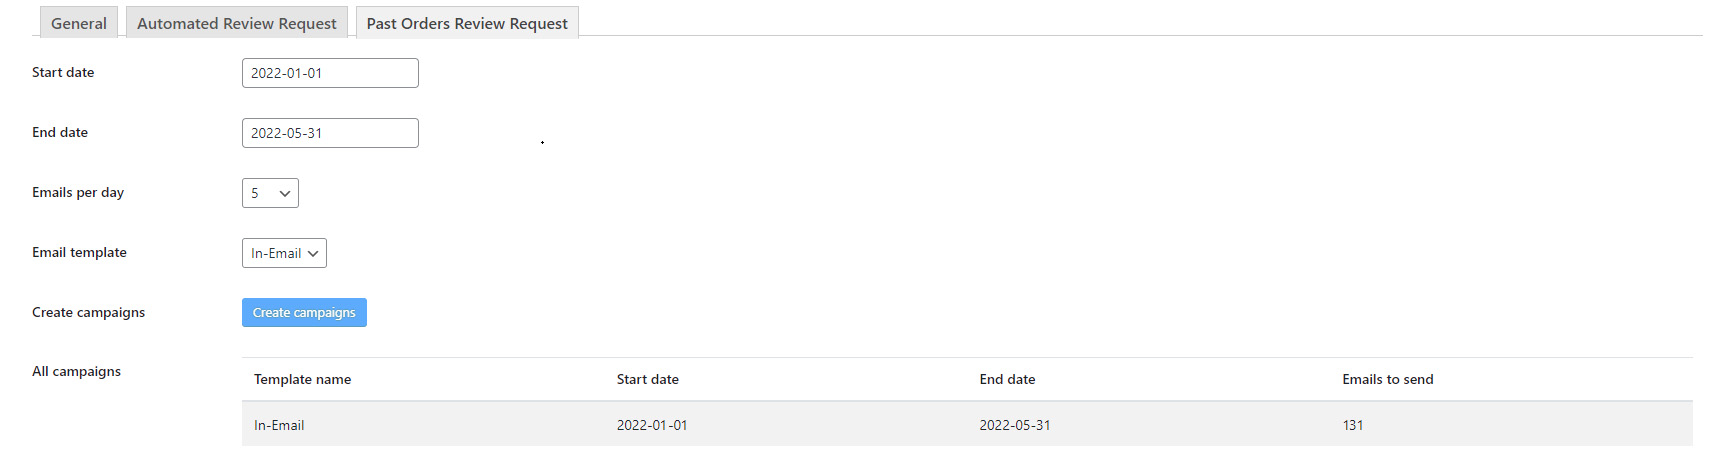 General Automated Review Request Past Orders Review Request
Start date 2022-01-01
End date 2022-05-31
Emails per day 5
Email template In-Email
Create campaigns Create campaigns
All campaigns
Template name Start date End date Emails to send
In-Email 2022-01-01 2022-05-31 131